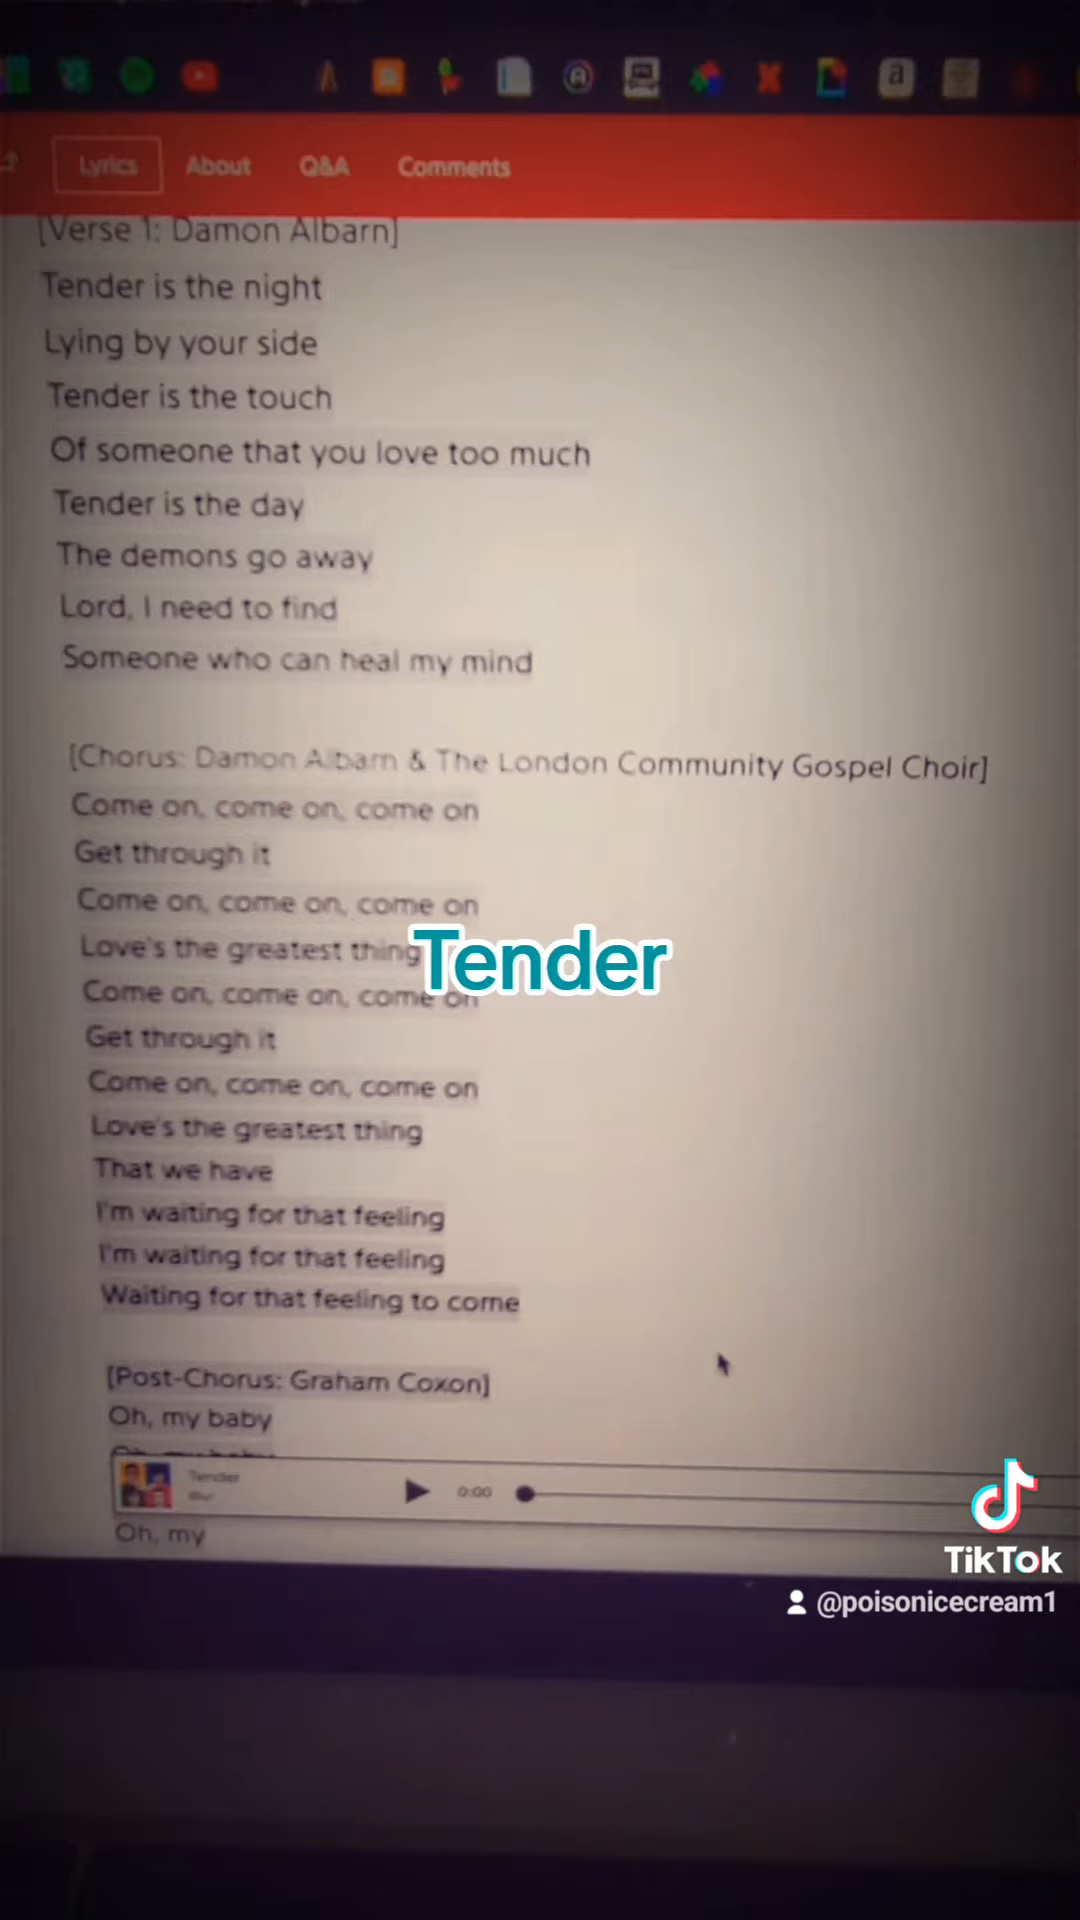 Lyrics About Q&A Comments
[Verse 1: Damon Albarn]
Tender is the night
Lying by your side
Tender is the touch
Of someone that you love too much
Tender is the day
The demons go away
Lord, I need to find
Someone who can heal my mind
[Chorus: Damon Albarn & The London Community Gospel Choir]
Come on, come on, come on
Get through it
Come on, come on, come on
Love's the greatest thing
Tender
Come on, come on, come on
Get through it
Come on, come on, come on
Love's the greatest thing
That we have
I'm waiting for that feeling
I'm waiting for that feeling
Waiting for that feeling to come
[Post-Chorus: Graham Coxon]
Oh, my baby
Oh, my baby
Tender
Blur
0:00
Oh, my
TikTok
@poisonicecream1